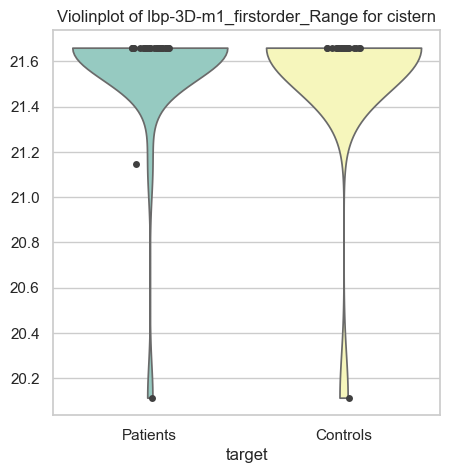 Violinplot of lbp-3D-m1_firstorder_Range for cistern
21.6
21.4
21.2
21.0
20.8
20.6
20.4
20.2
Patients
Controls
target